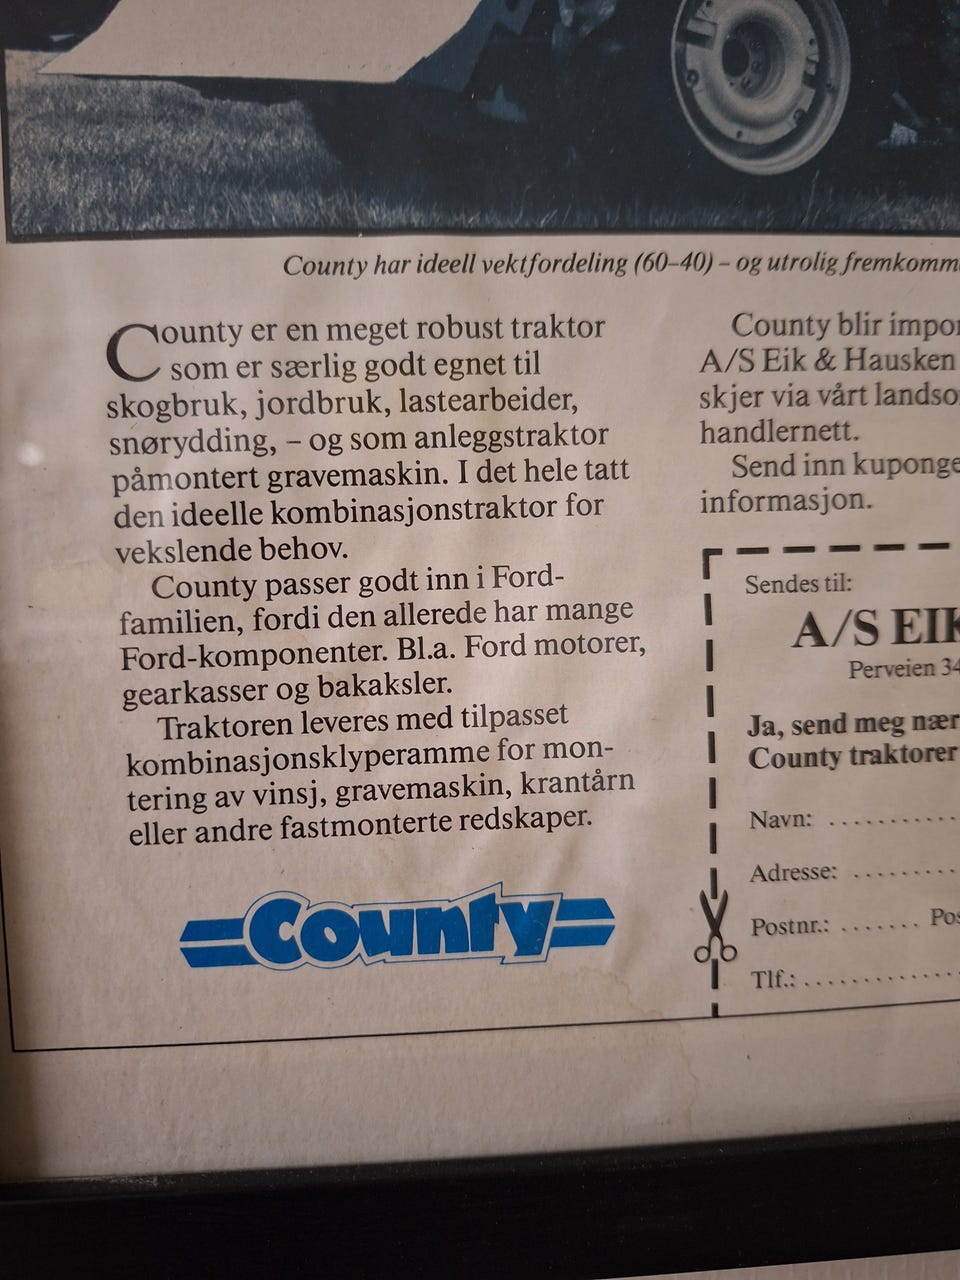 County har ideell vektfordeling (60–40) – og utrolig
County er en meget robust traktor
som er særlig godt egnet til
skogbruk, jordbruk, lastearbeider,
snørydding, – og som anleggstraktor
påmontert gravemaskin. I det hele tatt
den ideelle kombinasjonstraktor for
vekslende behov.
County passer godt inn i Ford-
familien, fordi den allerede har mange
Ford-komponenter. Bl.a. Ford motorer,
gearkasser og bakaksler.
Traktoren leveres med tilpasset
kombinasjonsklyperamme for mon-
tering av vinsj, gravemaskin, krantårn
eller andre fastmonterte redskaper.
County
County blir
A/S Eik & Hausken
skjer via vårt
handlernett.
Send inn
informasjon.
Sendes til:
A/S EIK
Perveien 34
Ja, send meg
County traktorer
Navn: ...........
Adresse: .........
Postnr.: .......
Tlf.: .............